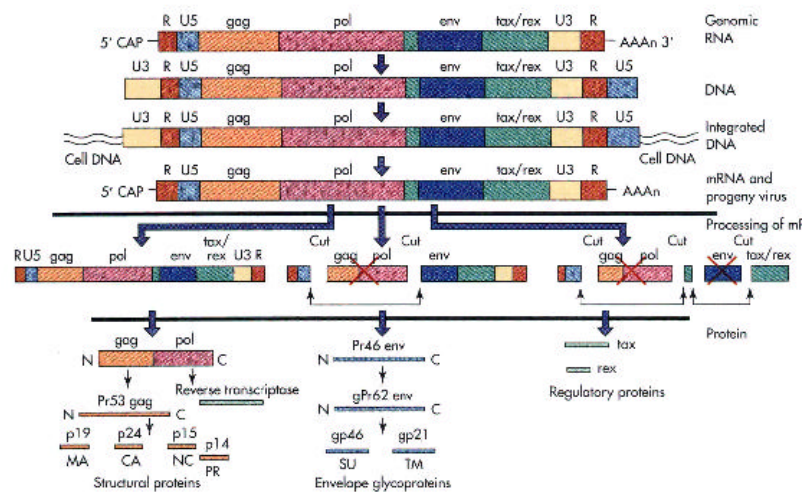 R U5 gag pol env tax/rex U3 R Genomic
5' CAP AAAn 3' RNA
U3 R U5 gag pol env tax/rex U3 R U5
DNA
U3 R U5 gag pol env tax/rex U3 R U5 Integrated
DNA
Cell DNA Cell DNA
R U5 gag pol env tax/rex U3 R mRNA and
5' CAP AAAn progeny virus
Processing of
tax/ Cut Cut Cut Cut
RU5 gag pol env rex U3 R gag pol env gag pol env tax/rex
Protein
gag pol Pr46 env tax
N C N C
rex
Reverse transcriptase gPr62 env Regulatory proteins
Pr53 gag N C
N C
p19 p24 p15 p14 gp46 gp21
MA CA NC PR SU TM
Structural proteins Envelope glycoproteins